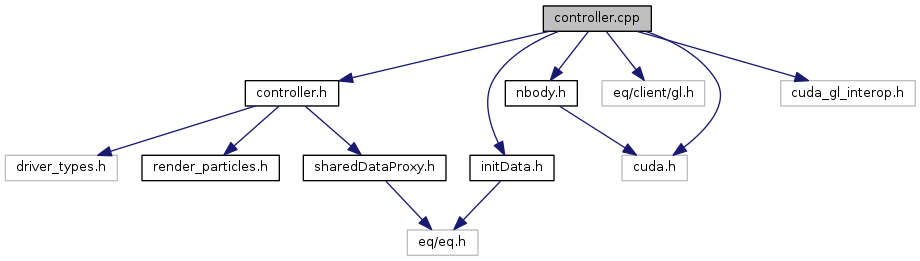 controller.cpp
controller.h
nbody.h
eq/client/gl.h
cuda_gl_interop.h
driver_types.h
render_particles.h
sharedDataProxy.h
initData.h
cuda.h
eq/eq.h